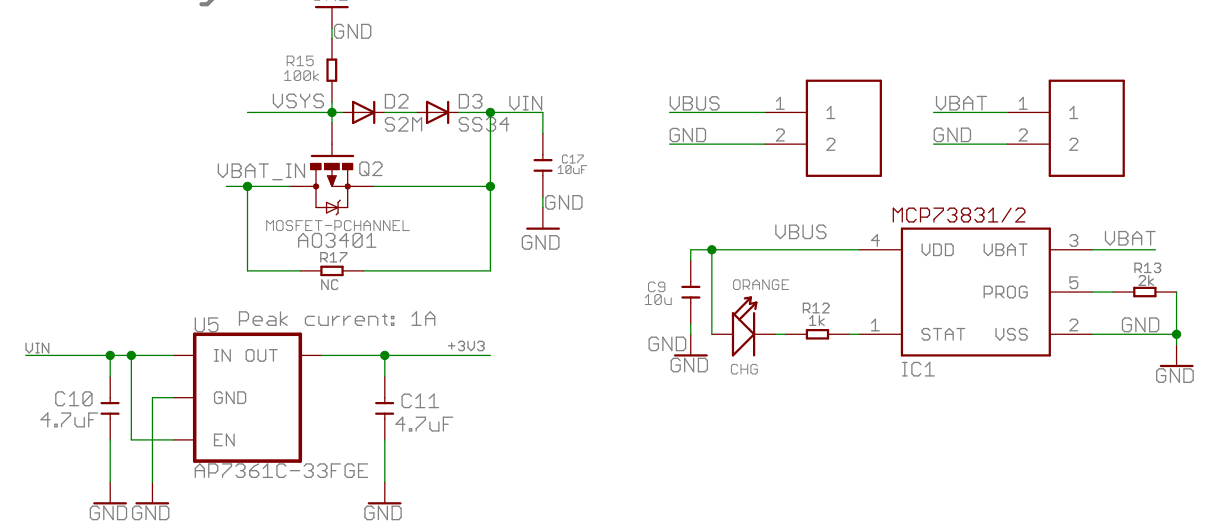 GND
R15
100k
VSYS
D2
S2M
D3
SS34
VIN
C17
10uF
GND
GND
VBAT_IN
Q2
MOSFET-PCHANNEL
AO3401
R17
NC
VBUS 1 1
GND 2 2
VBAT 1 1
GND 2 2
MCP73831/2
VBUS 4 VDD VBAT 3 VBAT
C9
10u
GND
GND
ORANGE
CHG
R12
1k
1 STAT
PROG 5
R13
2k
VSS 2 GND
GND
IC1
U5 Peak current: 1A
VIN
IN OUT
+3V3
GND
EN
C10
4.7uF
C11
4.7uF
AP7361C-33FGE
GND GND
GND